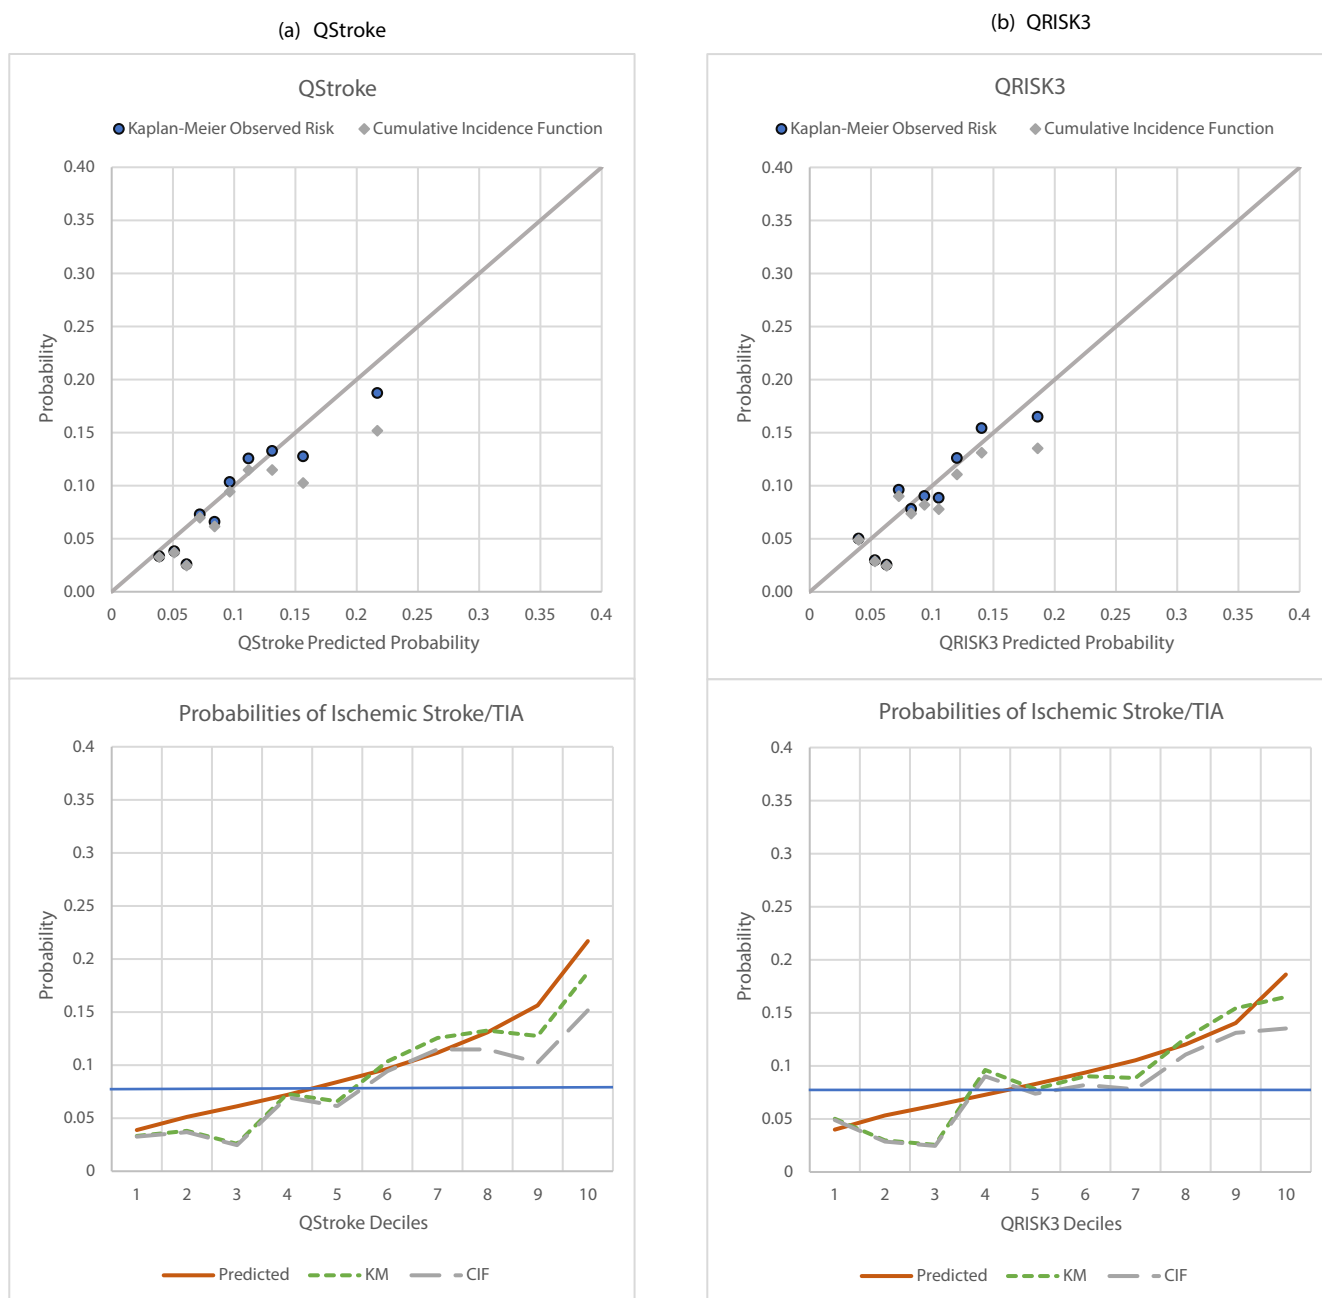 (a) QStroke
QStroke
Kaplan-Meier Observed Risk Cumulative Incidence Function
0.40
0.35
0.30
0.25
0.20
0.15
0.10
0.05
0.00
0 0.05 0.1 0.15 0.2 0.25 0.3 0.35 0.4
Probability
QStroke Predicted Probability
Probabilities of Ischemic Stroke/TIA
0.4
0.35
0.3
0.25
0.2
0.15
0.1
0.05
0
1 2 3 4 5 6 7 8 9 10
Probability
QStroke Deciles
Predicted KM CIF
(b) QRISK3
QRISK3
Kaplan-Meier Observed Risk Cumulative Incidence Function
0.40
0.35
0.30
0.25
0.20
0.15
0.10
0.05
0.00
0 0.05 0.1 0.15 0.2 0.25 0.3 0.35 0.4
Probability
QRISK3 Predicted Probability
Probabilities of Ischemic Stroke/TIA
0.4
0.35
0.3
0.25
0.2
0.15
0.1
0.05
0
1 2 3 4 5 6 7 8 9 10
Probability
QRISK3 Deciles
Predicted KM CIF